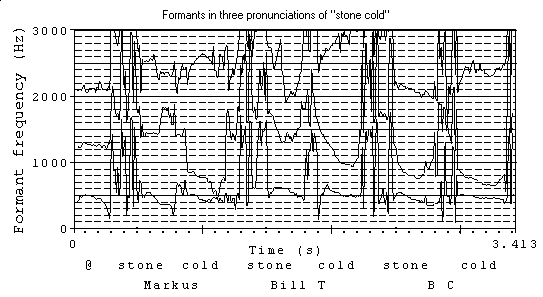 Formants in three pronunciations of "stone cold"
Formant frequency (Hz)
3000
2000
1000
0
0
3.413
Time (s)
@ stone cold stone cold stone cold
Markus Bill T B C